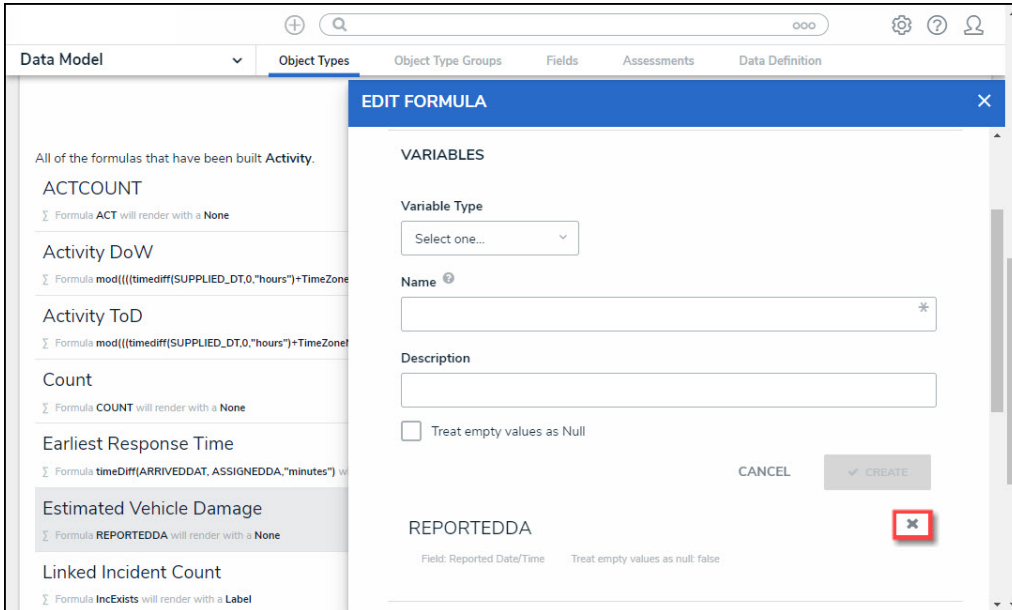 Data Model
Object Types
Object Type Groups
Fields
Assessments
Data Definition
All of the formulas that have been built Activity.
ACTCOUNT
∑ Formula ACT will render with a None
Activity DoW
∑ Formula mod((((timediff(SUPPLIED_DT,0,"hours")+TimeZone
Activity ToD
∑ Formula mod(((timediff(SUPPLIED_DT,0,"hours")+TimeZone
Count
∑ Formula COUNT will render with a None
Earliest Response Time
∑ Formula timeDiff(ARRIVEDDAT, ASSIGNEDDA,"minutes") w
Estimated Vehicle Damage
∑ Formula REPORTEDDA will render with a None
Linked Incident Count
∑ Formula IncExists will render with a Label
EDIT FORMULA
VARIABLES
Variable Type
Select one...
Name
Description
Treat empty values as Null
CANCEL
CREATE
REPORTEDDA
Field: Reported Date/Time Treat empty values as null: false